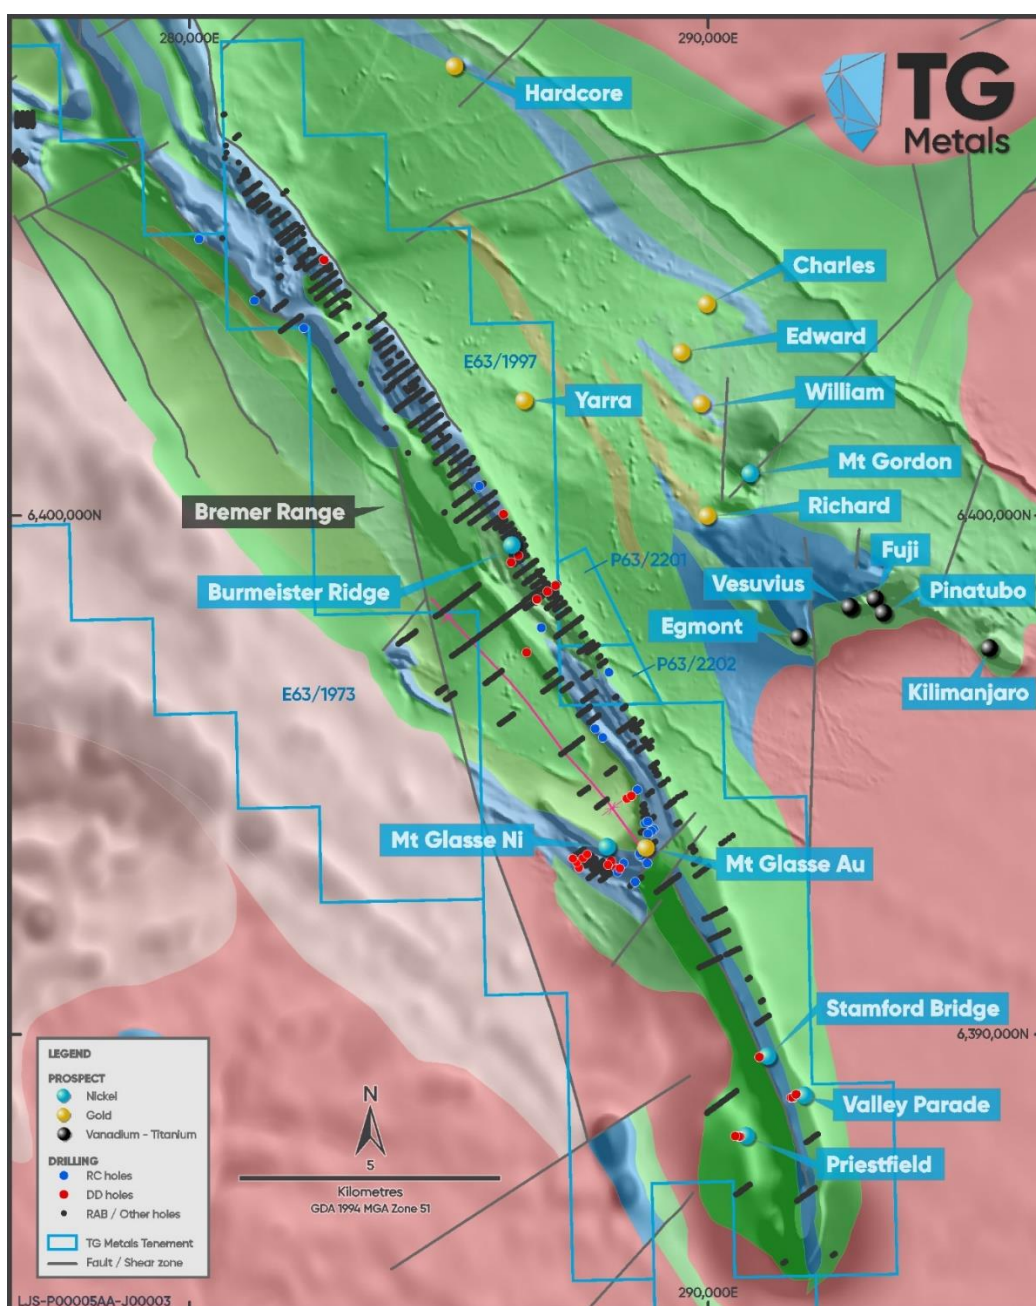 280,000E
290,000E
TG
Metals
Hardcore
Charles
Edward
E63/1997
William
Yarra
Mt Gordon
Bremer Range
Richard
6,400,000N
6,400,000N
Fuji
P63/2201
Vesuvius
Pinatubo
Burmeister Ridge
Egmont
P63/2202
Kilimanjaro
E63/1973
Mt Glasse Ni
Mt Glasse Au
Stamford Bridge
6,390,000N
LEGEND
PROSPECT
Nickel
Gold
Vanadium - Titanium
DRILLING
RC holes
DD holes
RAB / Other holes
TG Metals Tenement
Fault / Shear zone
N
5
Kilometres
GDA 1994 MGA Zone 51
Valley Parade
Priestfield
LJS-P00005AA-J00003
290,000E